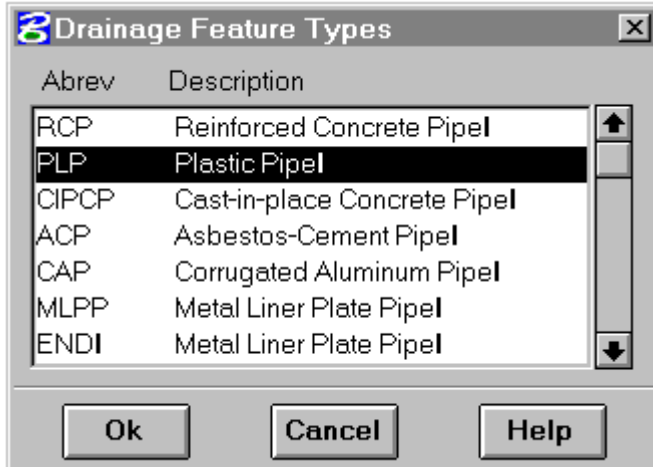 Drainage Feature Types
Abrev Description
RCP Reinforced Concrete Pipel
PLP Plastic Pipel
CIPCP Cast-in-place Concrete Pipel
ACP Asbestos-Cement Pipel
CAP Corrugated Aluminum Pipel
MLPP Metal Liner Plate Pipel
ENDI Metal Liner Plate Pipel
Ok Cancel Help